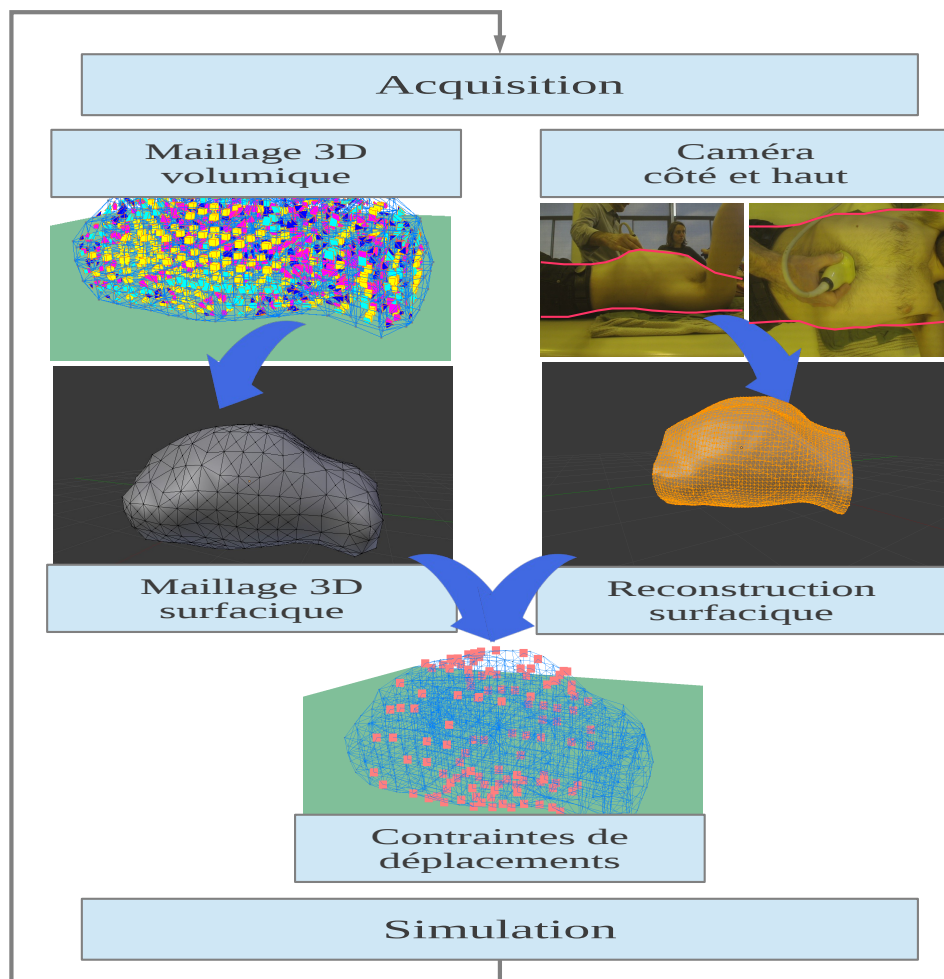 Acquisition
Maillage 3D
volumique
Caméra
côté et haut
Maillage 3D
surfacique
Reconstruction
surfacique
Contraintes de
déplacements
Simulation